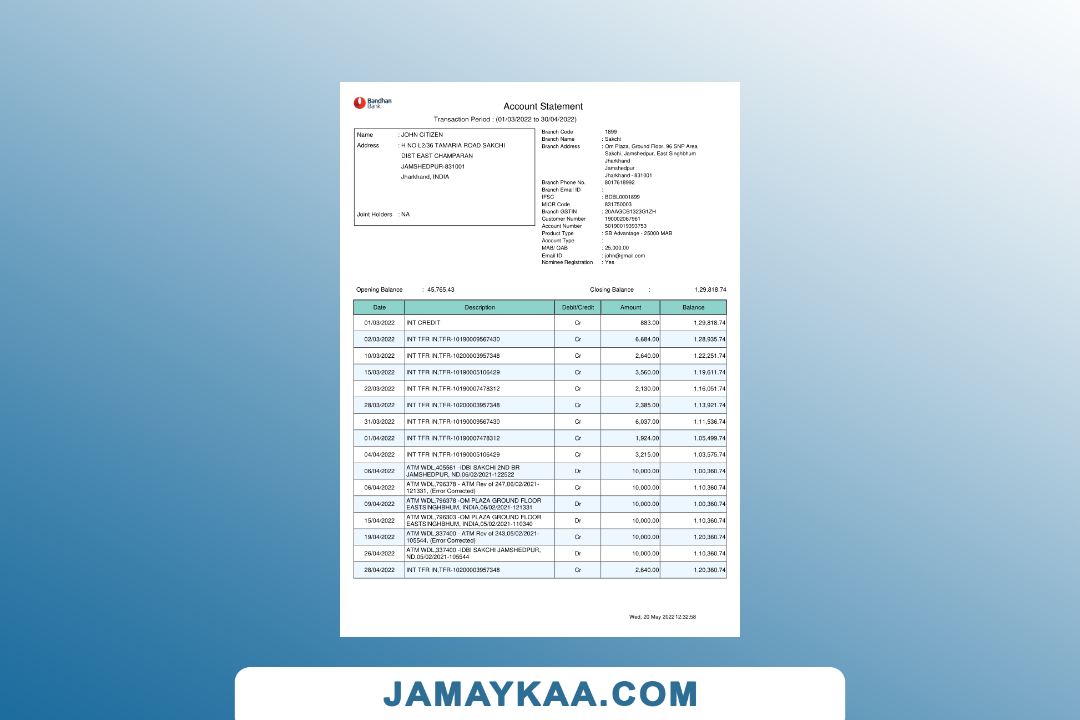 Bandhan
Bank
Account Statement
Transaction Period : (01/03/2022 to 30/04/2022)
Name : JOHN CITIZEN
Address : H NO L2/36 TAMARIA ROAD SAKCHI
DIST EAST CHAMPARAN
JAMSHEDPUR-831001
Jharkhand, INDIA
Joint Holders : NA
Branch Code 1899
Branch Name : Sakchi
Branch Address : Om Plaza, Ground Floor, 96 SNP Area,
Sakchi, Jamshedpur, East Singhbhum
Jharkhand
Jamshedpur
Jharkhand - 831001
Branch Phone No. 8017618992
Branch Email ID :
IFSC : BDBL0001899
MICR Code 831750003
Branch GSTIN : 20AAGCB1323G1ZH
Customer Number 190002067961
Account Number 50190019393753
Product Type : SB Advantage - 25000 MAB
Account Type :
MAB/ QAB : 25,000.00
Email ID : john@gmail.com
Nominee Registration : Yes
Opening Balance : 45,765.43
Closing Balance : 1,29,818.74
Date Description Debit/Credit Amount Balance
01/03/2022 INT CREDIT Cr 883.00 1,29,818.74
02/03/2022 INT TFR IN,TFR-10190009567430 Cr 6,684.00 1,28,935.74
10/03/2022 INT TFR IN,TFR-10200003957348 Cr 2,640.00 1,22,251.74
15/03/2022 INT TFR IN,TFR-10190005106429 Cr 3,560.00 1,19,611.74
22/03/2022 INT TFR IN,TFR-10190007478312 Cr 2,130.00 1,16,051.74
28/03/2022 INT TFR IN,TFR-10200003957348 Cr 2,385.00 1,13,921.74
31/03/2022 INT TFR IN,TFR-10190009567430 Cr 6,037.00 1,11,536.74
01/04/2022 INT TFR IN,TFR-10190007478312 Cr 1,924.00 1,05,499.74
04/04/2022 INT TFR IN,TFR-10190005106429 Cr 3,215.00 1,03,575.74
06/04/2022 ATM WDL,405561 -IDBI SAKCHI 2ND BR Dr 10,000.00 1,00,360.74
JAMSHEDPUR, ND,06/02/2021-122522
06/04/2022 ATM WDL,796378 - ATM Rev of 247,06/02/2021- Cr 10,000.00 1,10,360.74
121331, (Error Corrected)
09/04/2022 ATM WDL,796378 -OM PLAZA GROUND FLOOR Dr 10,000.00 1,00,360.74
EASTSINGHBHUM, INDIA,06/02/2021-121331
15/04/2022 ATM WDL,796303 -OM PLAZA GROUND FLOOR Dr 10,000.00 1,10,360.74
EASTSINGHBHUM, INDIA,05/02/2021-110340
19/04/2022 ATM WDL,337400 - ATM Rev of 243,05/02/2021- Cr 10,000.00 1,20,360.74
105544, (Error Corrected)
26/04/2022 ATM WDL,337400 -IDBI SAKCHI JAMSHEDPUR, Dr 10,000.00 1,10,360.74
ND,05/02/2021-105544
28/04/2022 INT TFR IN,TFR-10200003957348 Cr 2,640.00 1,20,360.74
Wed, 20 May 2022 12:32:58
JAMAYKAA.COM